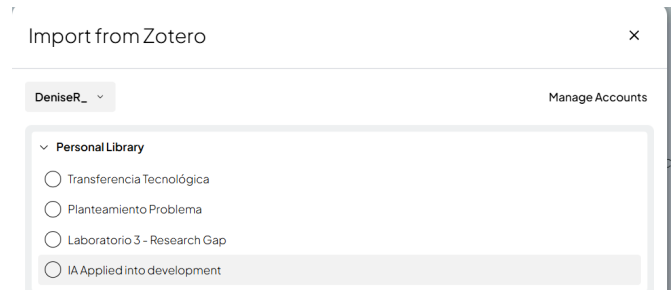 Import from Zotero
DeniseR_
Manage Accounts
Personal Library
Transferencia Tecnológica
Planteamiento Problema
Laboratorio 3 - Research Gap
IA Applied into development